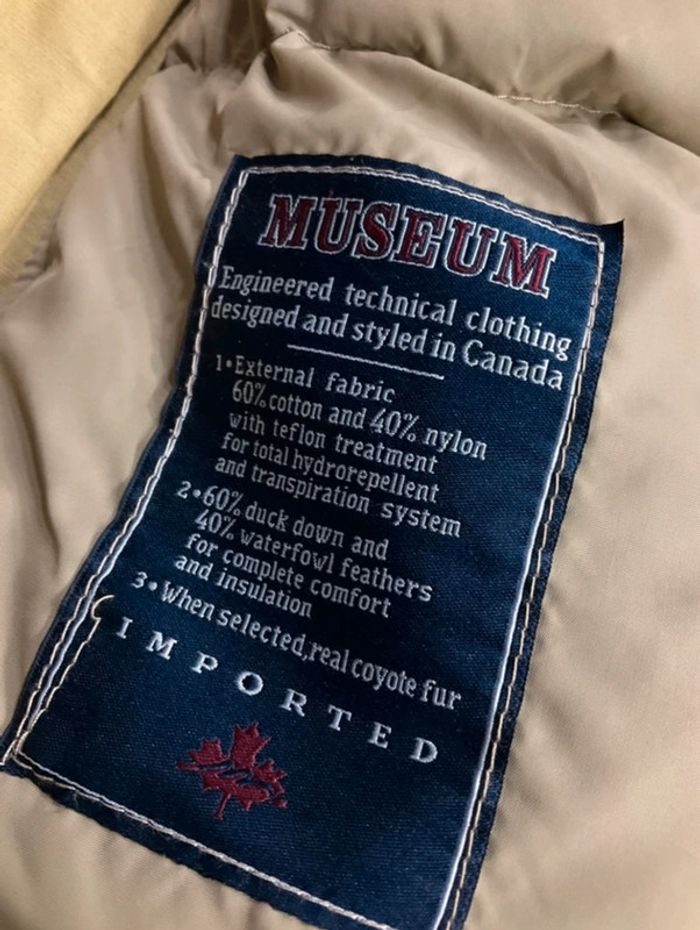 MUSEUM
Engineered technical clothing
designed and styled in Canada
1•External fabric
60% cotton and 40% nylon
with teflon treatment
for total hydrorepellent
and transpiration system
2•60% duck down and
40% waterfowl feathers
for complete comfort
and insulation
3•When selected,real coyote fur
IMPORTED